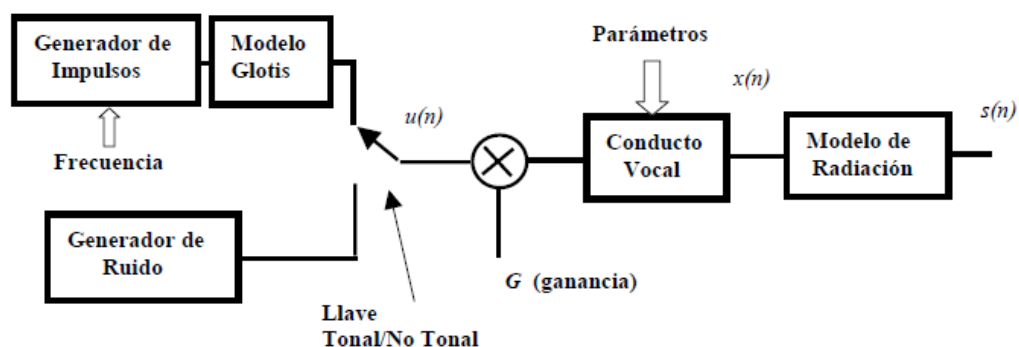 Generador de
Impulsos
Modelo
Glotis
Frecuencia
Generador de
Ruido
u(n)
Llave
Tonal/No Tonal
G (ganancia)
Parámetros
Conducto
Vocal
x(n)
Modelo de
Radiación
s(n)